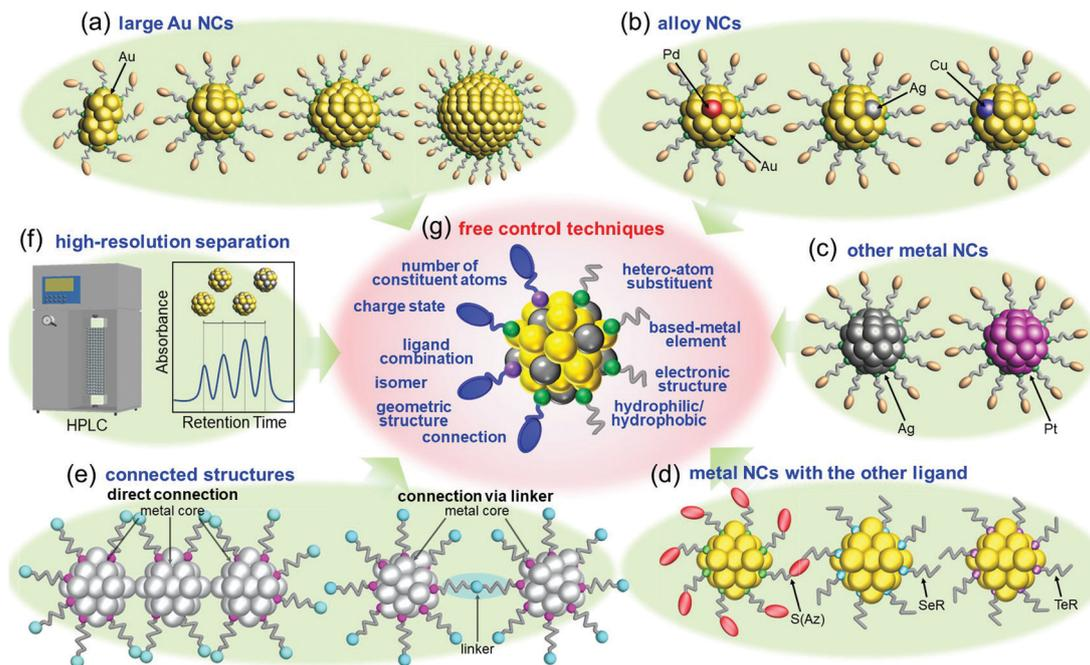 (a) large Au NCs
Au
(b) alloy NCs
Pd
Ag
Cu
Au
(f) high-resolution separation
HPLC
Absorbance
Retention Time
(g) free control techniques
number of
constituent atoms
charge state
ligand
combination
isomer
geometric
structure
connection
hetero-atom
substituent
based-metal
element
electronic
structure
hydrophilic/
hydrophobic
(c) other metal NCs
Ag
Pt
(e) connected structures
direct connection
metal core
connection via linker
metal core
linker
(d) metal NCs with the other ligand
S(Az)
SeR
TeR